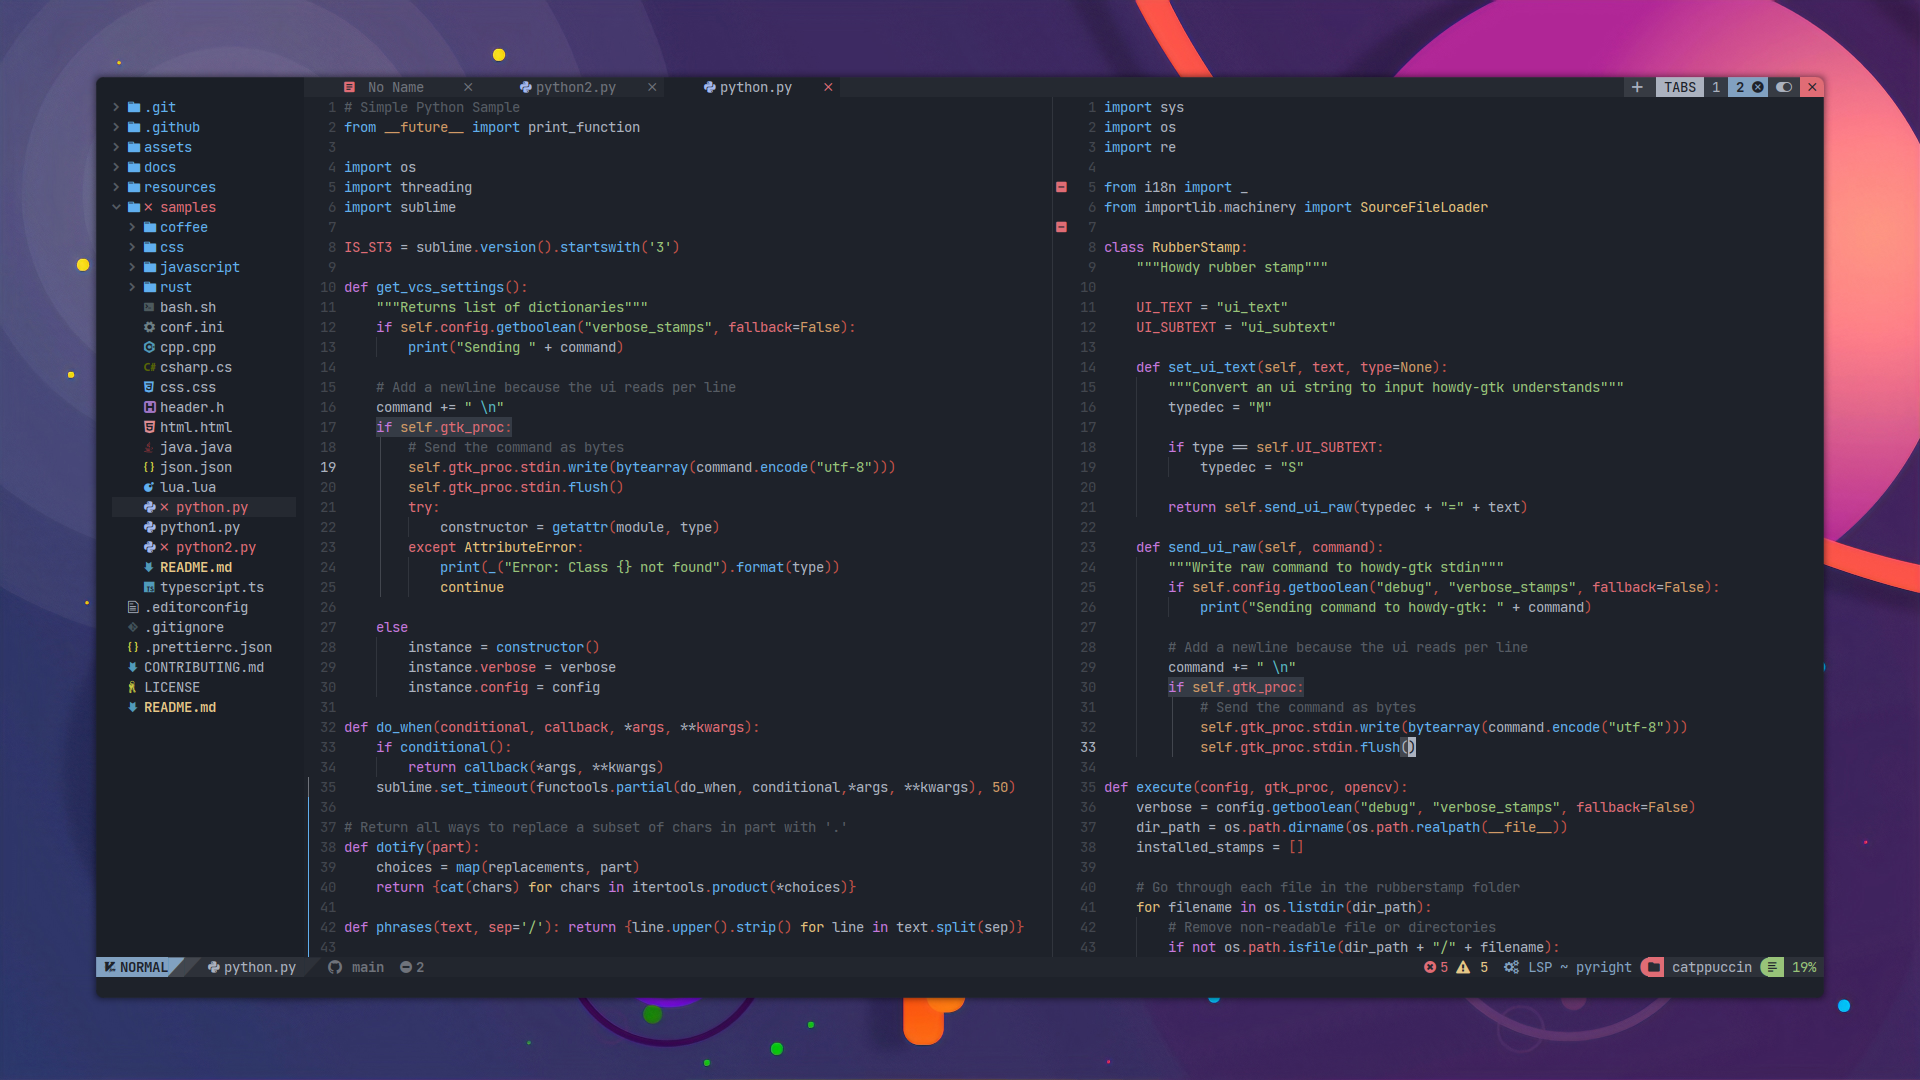 .git
.github
assets
docs
resources
samples
coffee
css
javascript
rust
bash.sh
conf.ini
cpp.cpp
csharp.cs
css.css
header.h
html.html
java.java
json.json
lua.lua
python.py
python1.py
python2.py
README.md
typescript.ts
.editorconfig
.gitignore
.prettierrc.json
CONTRIBUTING.md
LICENSE
README.md
No Name
python2.py
python.py
TABS 1 2
1 # Simple Python Sample
2 from __future__ import print_function
3
4 import os
5 import threading
6 import sublime
7
8 IS_ST3 = sublime.version().startswith('3')
9
10 def get_vcs_settings():
11     """Returns list of dictionaries"""
12     if self.config.getboolean("verbose_stamps", fallback=False):
13         print("Sending " + command)
14
15     # Add a newline because the ui reads per line
16     command += " \n"
17     if self.gtk_proc:
18         # Send the command as bytes
19         self.gtk_proc.stdin.write(bytearray(command.encode("utf-8")))
20         self.gtk_proc.stdin.flush()
21         try:
22             constructor = getattr(module, type)
23         except AttributeError:
24             print(_("Error: Class {} not found").format(type))
25             continue
26
27     else
28         instance = constructor()
29         instance.verbose = verbose
30         instance.config = config
31
32 def do_when(conditional, callback, *args, **kwargs):
33     if conditional():
34         return callback(*args, **kwargs)
35     sublime.set_timeout(functools.partial(do_when, conditional,*args, **kwargs), 50)
36
37 # Return all ways to replace a subset of chars in part with '.'
38 def dotify(part):
39     choices = map(replacements, part)
40     return {cat(chars) for chars in itertools.product(*choices)}
41
42 def phrases(text, sep='/'): return {line.upper().strip() for line in text.split(sep)}
43
1 import sys
2 import os
3 import re
4
5 from i18n import _
6 from importlib.machinery import SourceFileLoader
7
8 class RubberStamp:
9     """Howdy rubber stamp"""
10
11     UI_TEXT = "ui_text"
12     UI_SUBTEXT = "ui_subtext"
13
14     def set_ui_text(self, text, type=None):
15         """Convert an ui string to input howdy-gtk understands"""
16         typedec = "M"
17
18         if type == self.UI_SUBTEXT:
19             typedec = "S"
20
21         return self.send_ui_raw(typedec + "=" + text)
22
23     def send_ui_raw(self, command):
24         """Write raw command to howdy-gtk stdin"""
25         if self.config.getboolean("debug", "verbose_stamps", fallback=False):
26             print("Sending command to howdy-gtk: " + command)
27
28         # Add a newline because the ui reads per line
29         command += " \n"
30         if self.gtk_proc:
31             # Send the command as bytes
32             self.gtk_proc.stdin.write(bytearray(command.encode("utf-8")))
33             self.gtk_proc.stdin.flush()
34
35 def execute(config, gtk_proc, opencv):
36     verbose = config.getboolean("debug", "verbose_stamps", fallback=False)
37     dir_path = os.path.dirname(os.path.realpath(__file__))
38     installed_stamps = []
39
40     # Go through each file in the rubberstamp folder
41     for filename in os.listdir(dir_path):
42         # Remove non-readable file or directories
43         if not os.path.isfile(dir_path + "/" + filename):
NORMAL python.py main 2 5 5 LSP ~ pyright catppuccin 19%